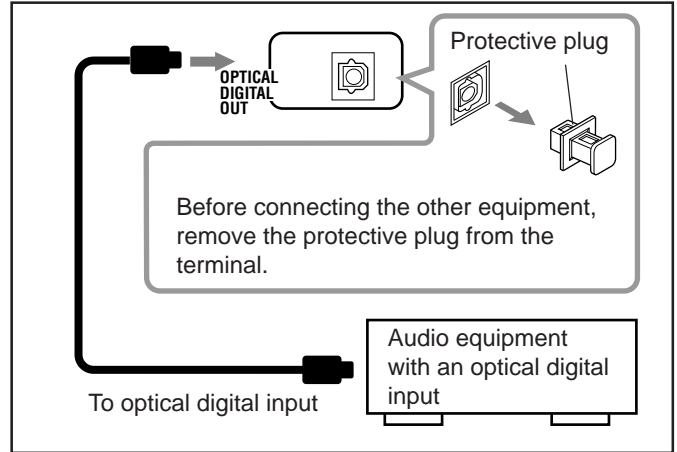 OPTICAL
DIGITAL
OUT
Protective plug
Before connecting the other equipment,
remove the protective plug from the
terminal.
Audio equipment
with an optical digital
input
To optical digital input